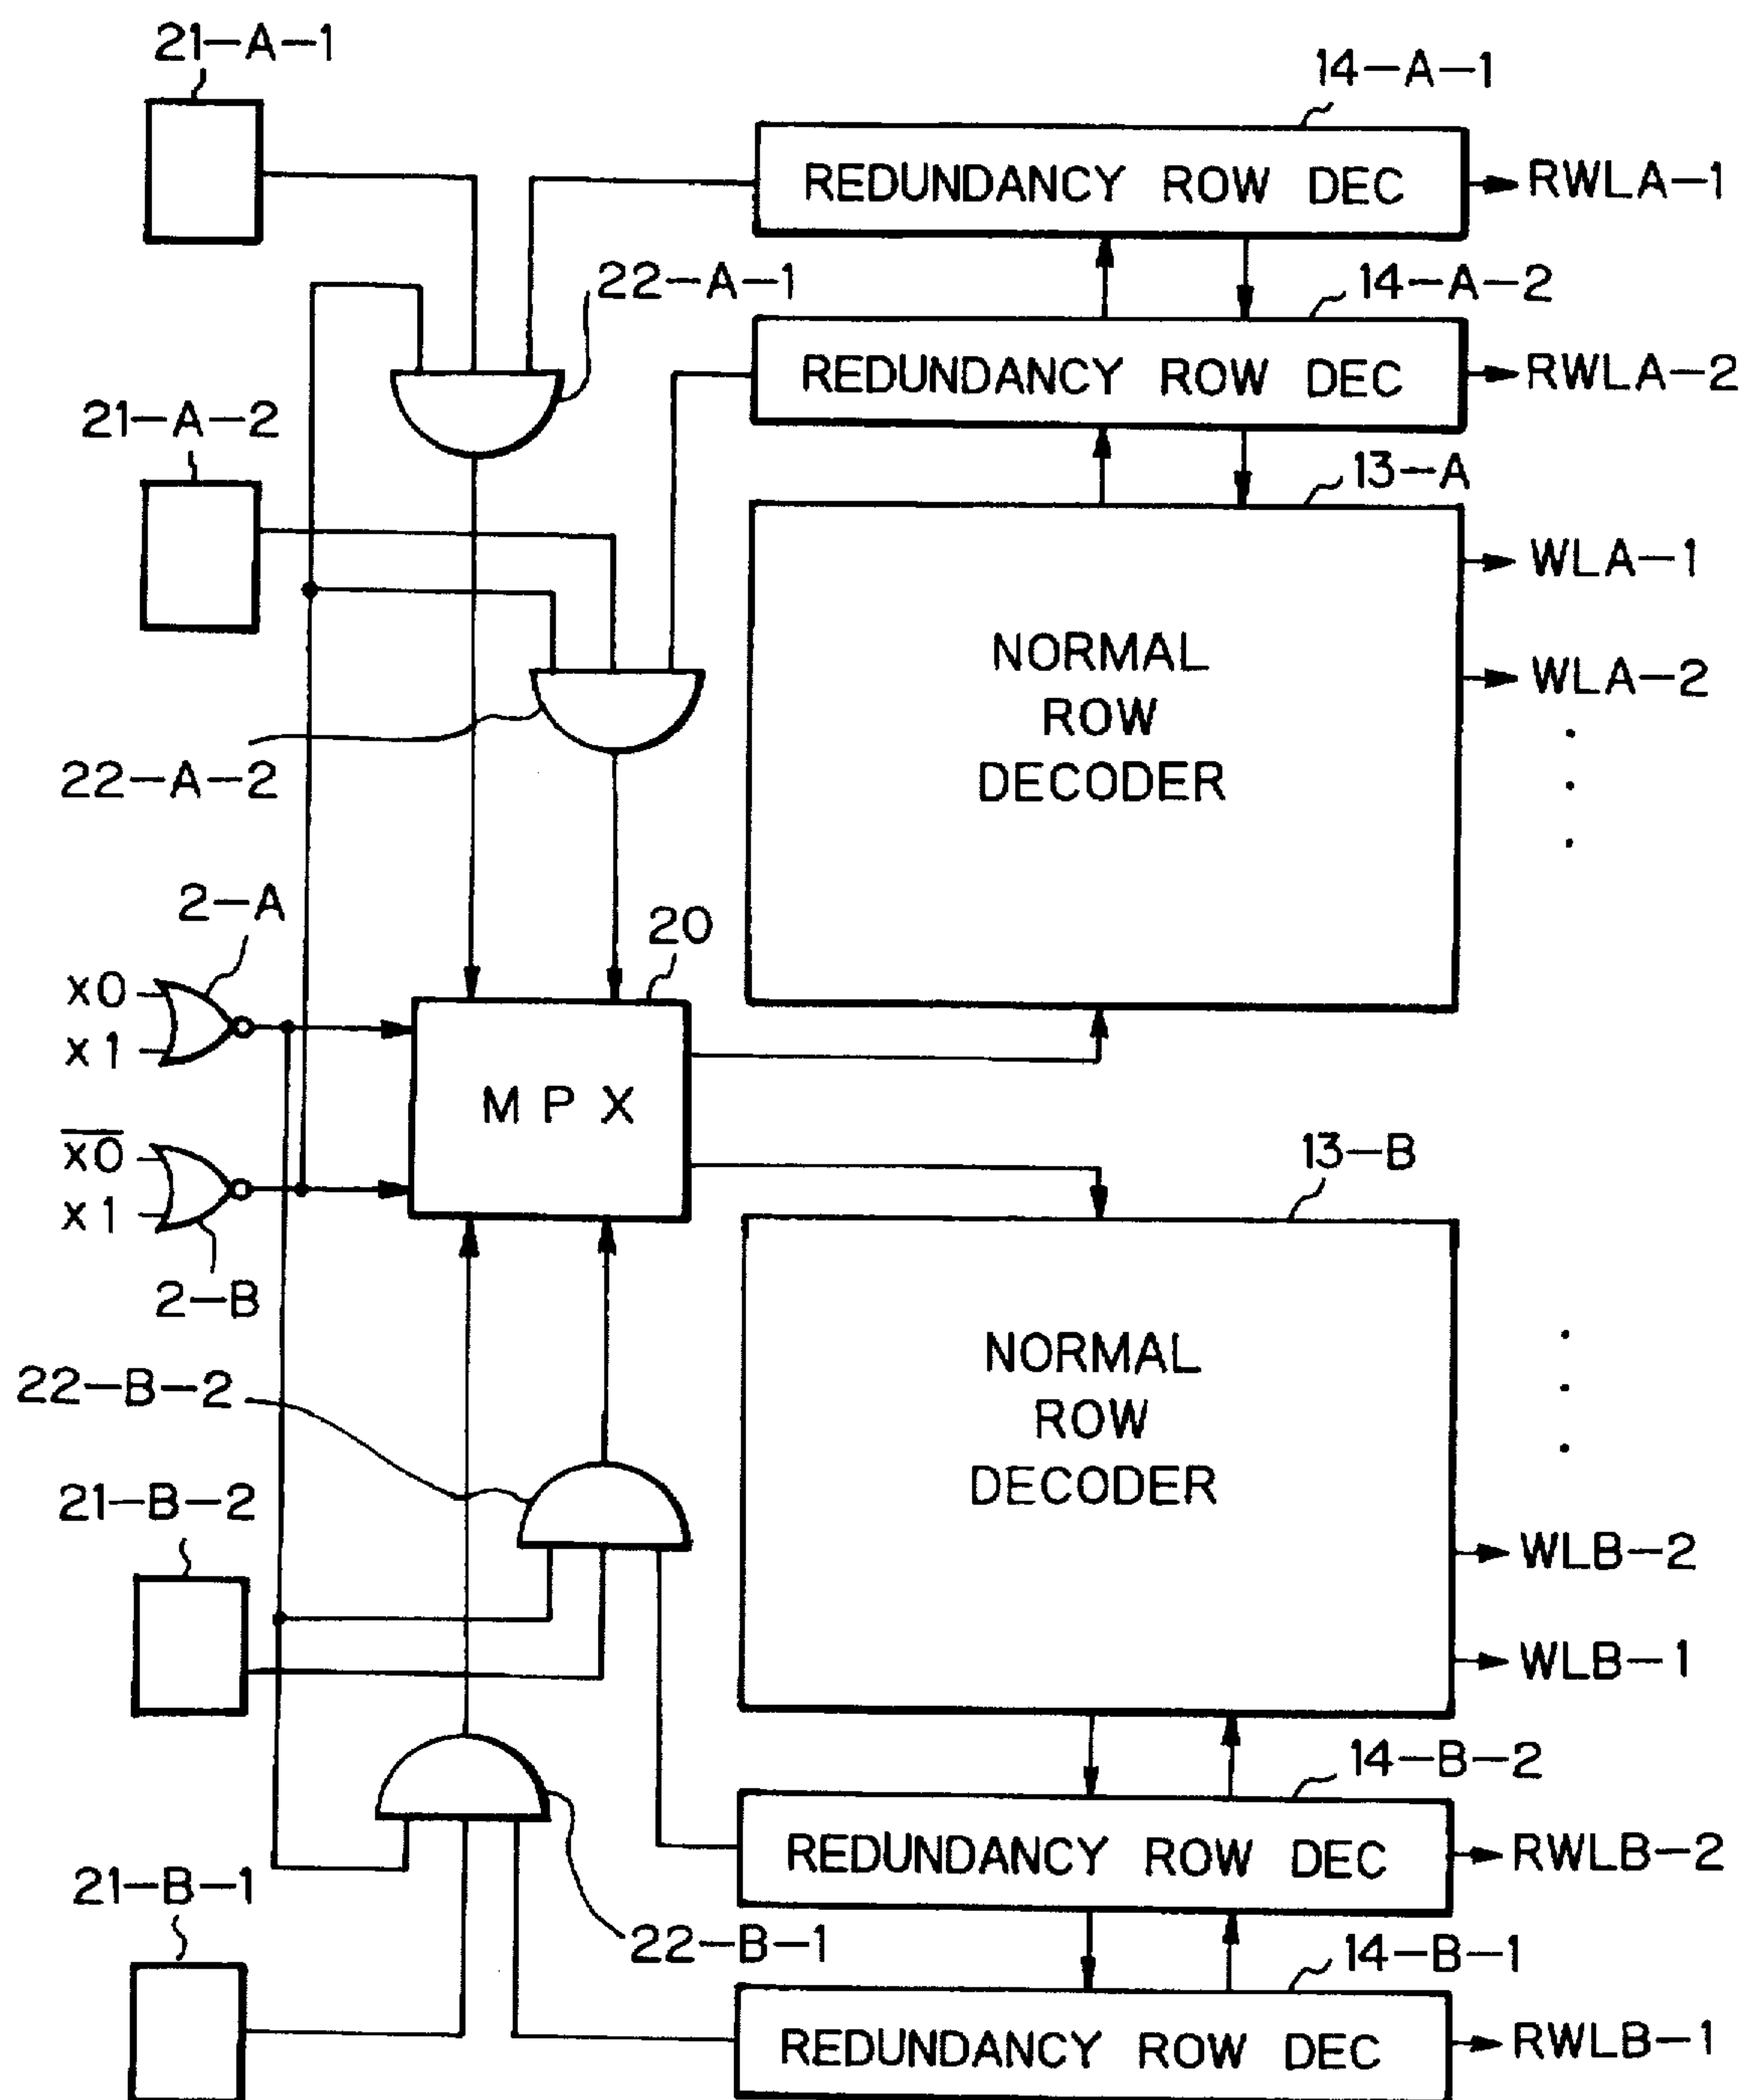 21-A-1
14-A-1
REDUNDANCY ROW DEC
RWLA-1
22-A-1
14-A-2
REDUNDANCY ROW DEC
RWLA-2
21-A-2
13-A
WLA-1
NORMAL
ROW
DECODER
WLA-2
22-A-2
2-A
20
x0
x1
MPX
x̅0̅
x1
13-B
2-B
NORMAL
ROW
DECODER
22-B-2
21-B-2
WLB-2
WLB-1
14-B-2
REDUNDANCY ROW DEC
RWLB-2
21-B-1
22-B-1
14-B-1
REDUNDANCY ROW DEC
RWLB-1